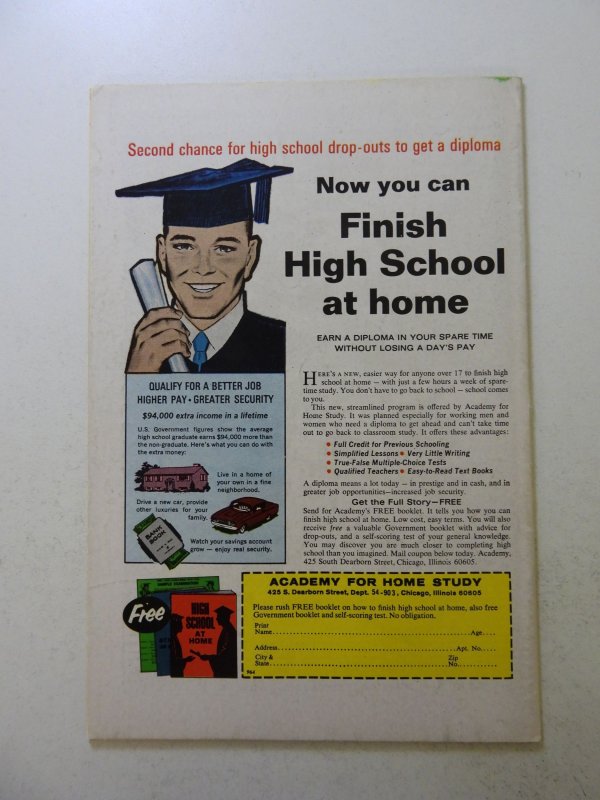 Second chance for high school drop-outs to get a diploma
Now you can
Finish
High School
at home
EARN A DIPLOMA IN YOUR SPARE TIME
WITHOUT LOSING A DAY'S PAY
HERE'S A NEW, easier way for anyone over 17 to finish high
school at home — with just a few hours a week of spare-
time study. You don't have to go back to school — school comes
to you.
This new, streamlined program is offered by Academy for
Home Study. It was planned especially for working men and
women who need a diploma to get ahead and can't take time
out to go back to classroom study. It offers these advantages:
• Full Credit for Previous Schooling
• Simplified Lessons • Very Little Writing
• True-False Multiple-Choice Tests
• Qualified Teachers • Easy-to-Read Text Books
A diploma means a lot today — in prestige and in cash, and in
greater job opportunities—increased job security.
Get the Full Story—FREE
Send for Academy's FREE booklet. It tells you how you can
finish high school at home. Low cost, easy terms. You will also
receive free a valuable Government booklet with advice for
drop-outs, and a self-scoring test of your general knowledge.
You may discover you are much closer to completing high
school than you imagined. Mail coupon below today. Academy,
425 South Dearborn Street, Chicago, Illinois 60605.
QUALIFY FOR A BETTER JOB
HIGHER PAY • GREATER SECURITY
$94,000 extra income in a lifetime
U.S. Government figures show the average
high school graduate earns $94,000 more than
the non-graduate. Here's what you can do with
the extra money:
Live in a home of
your own in a fine
neighborhood.
Drive a new car, provide
other luxuries for your
family.
BANK
BOOK
Watch your savings account
grow — enjoy real security.
Free
HIGH
SCHOOL
AT
HOME
ACADEMY FOR HOME STUDY
425 S. Dearborn Street, Dept. 54-903, Chicago, Illinois 60605
Please rush FREE booklet on how to finish high school at home, also free
Government booklet and self-scoring test. No obligation.
Print
Name Age
Address Apt. No.
City & Zip
State No.
964